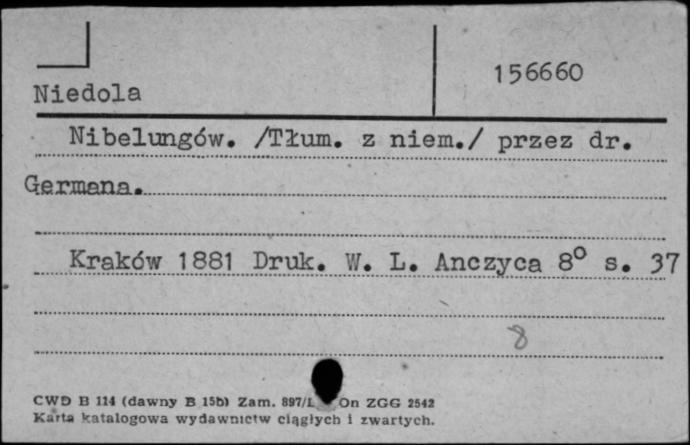 156660
Niedola
Nibelungów. /Tłum. z niem./ przez dr.
Germana.
Kraków 1881 Druk. W. L. Anczyca 8° s. 37
8
CWD B 114 (dawny B 15b) Zam. 897/L On ZGG 2542
Karta katalogowa wydawnictw ciągłych i zwartych.